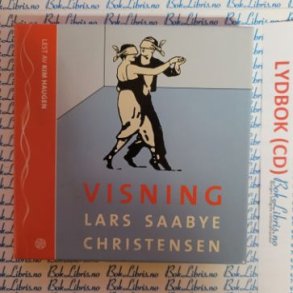 LEST AV KIM HAUGEN
VISNING
LARS SAABYE
CHRISTENSEN
LYDBOK (CD)
BokLibris.no